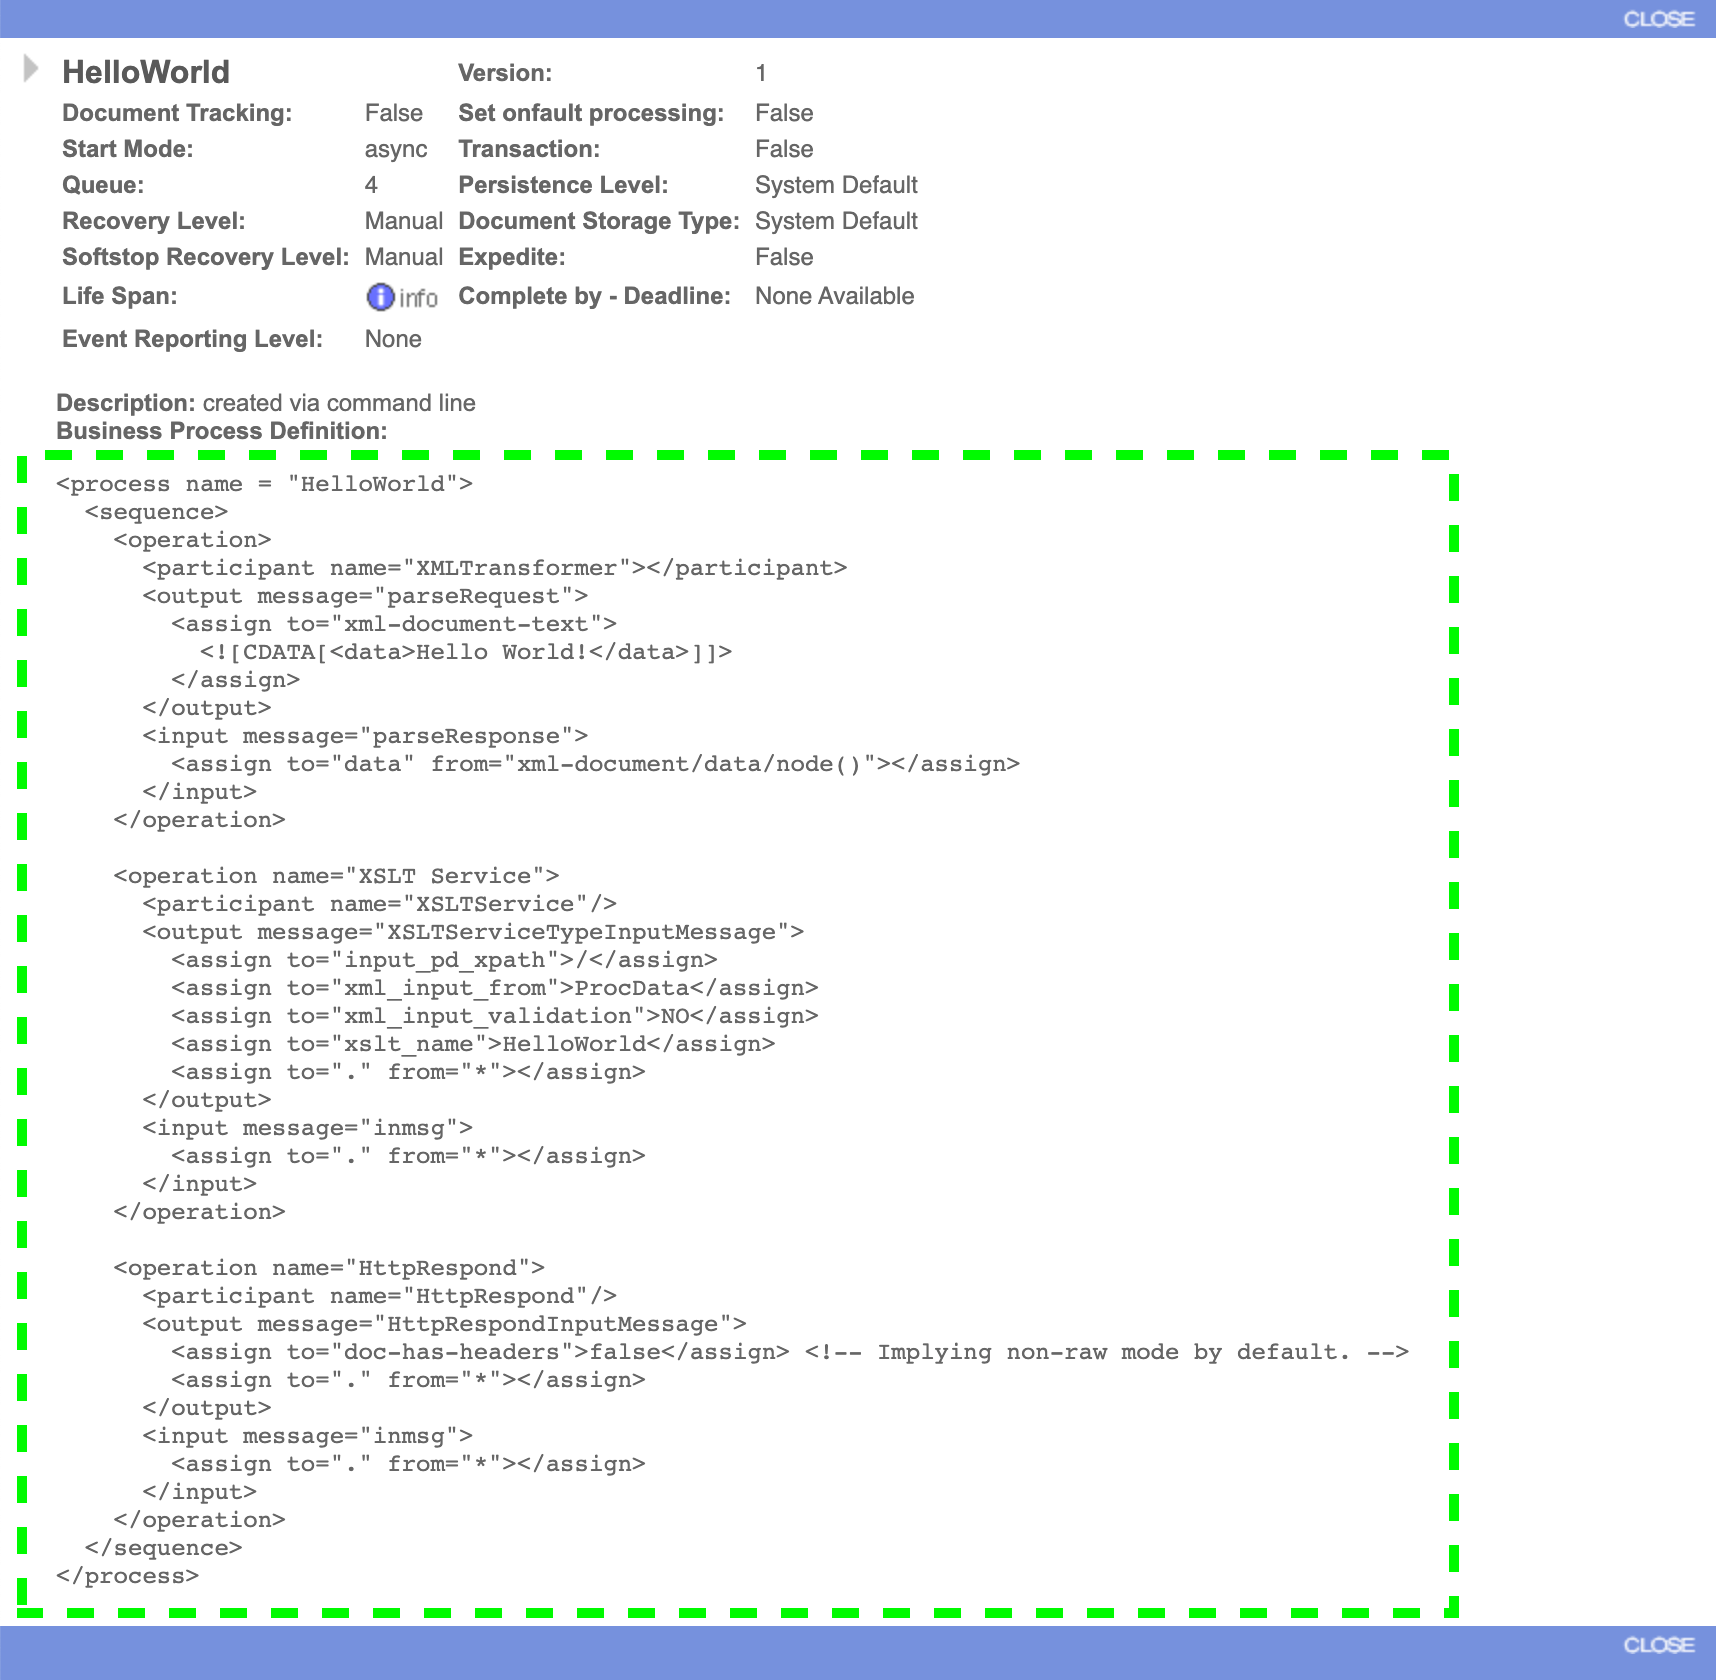 CLOSE
HelloWorld Version: 1
Document Tracking: False Set onfault processing: False
Start Mode: async Transaction: False
Queue: 4 Persistence Level: System Default
Recovery Level: Manual Document Storage Type: System Default
Softstop Recovery Level: Manual Expedite: False
Life Span: info Complete by - Deadline: None Available
Event Reporting Level: None
Description: created via command line
Business Process Definition:
<process name = "HelloWorld">
  <sequence>
    <operation>
      <participant name="XMLTransformer"></participant>
      <output message="parseRequest">
        <assign to="xml-document-text">
          <![CDATA[<data>Hello World!</data>]]>
        </assign>
      </output>
      <input message="parseResponse">
        <assign to="data" from="xml-document/data/node()"></assign>
      </input>
    </operation>

    <operation name="XSLT Service">
      <participant name="XSLTService"/>
      <output message="XSLTServiceTypeInputMessage">
        <assign to="input_pd_xpath">/</assign>
        <assign to="xml_input_from">ProcData</assign>
        <assign to="xml_input_validation">NO</assign>
        <assign to="xslt_name">HelloWorld</assign>
        <assign to="." from="*"></assign>
      </output>
      <input message="inmsg">
        <assign to="." from="*"></assign>
      </input>
    </operation>

    <operation name="HttpRespond">
      <participant name="HttpRespond"/>
      <output message="HttpRespondInputMessage">
        <assign to="doc-has-headers">false</assign> <!-- Implying non-raw mode by default. -->
        <assign to="." from="*"></assign>
      </output>
      <input message="inmsg">
        <assign to="." from="*"></assign>
      </input>
    </operation>
  </sequence>
</process>
CLOSE